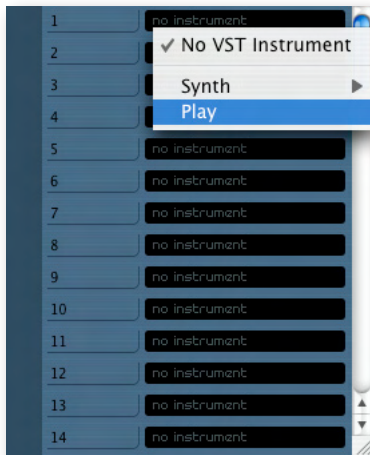 1 no instrument
✓ No VST Instrument
2
3
Synth ▶
4
Play
5 no instrument
6 no instrument
7 no instrument
8 no instrument
9 no instrument
10 no instrument
11 no instrument
12 no instrument
13 no instrument
14 no instrument